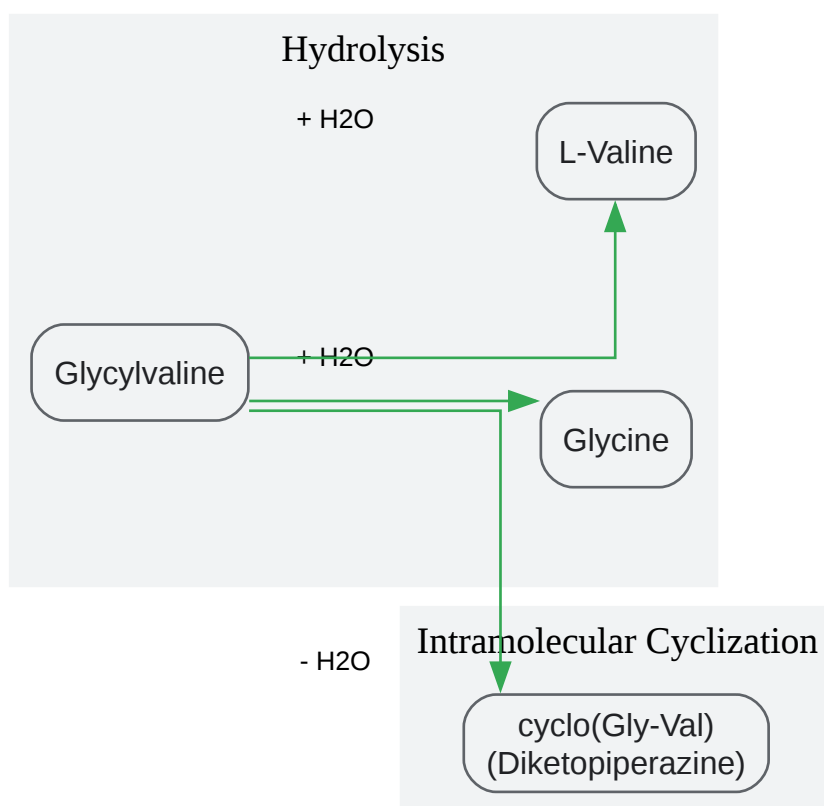 Hydrolysis
+ H2O
L-Valine
+ H2O
Glycylvaline
Glycine
Intramolecular Cyclization
- H2O
cyclo(Gly-Val)
(Diketopiperazine)